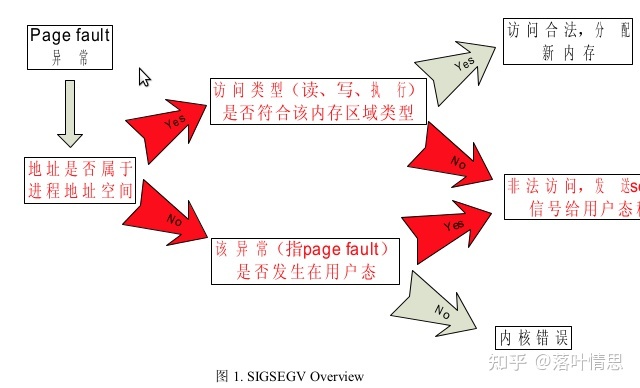 Page fault
异 常
地址是否属于
进程地址空间
Yes
No
访问类型（读、写、执 行）
是否符合该内存区域类型
该 异 常（指page fault）
是否发生在用户态
Yes
No
Yes
No
访问合法，分 配
新内存
非法访问，发 送
信号给用户态
内核错误
图 1. SIGSEGV Overview
知乎 @落叶情思